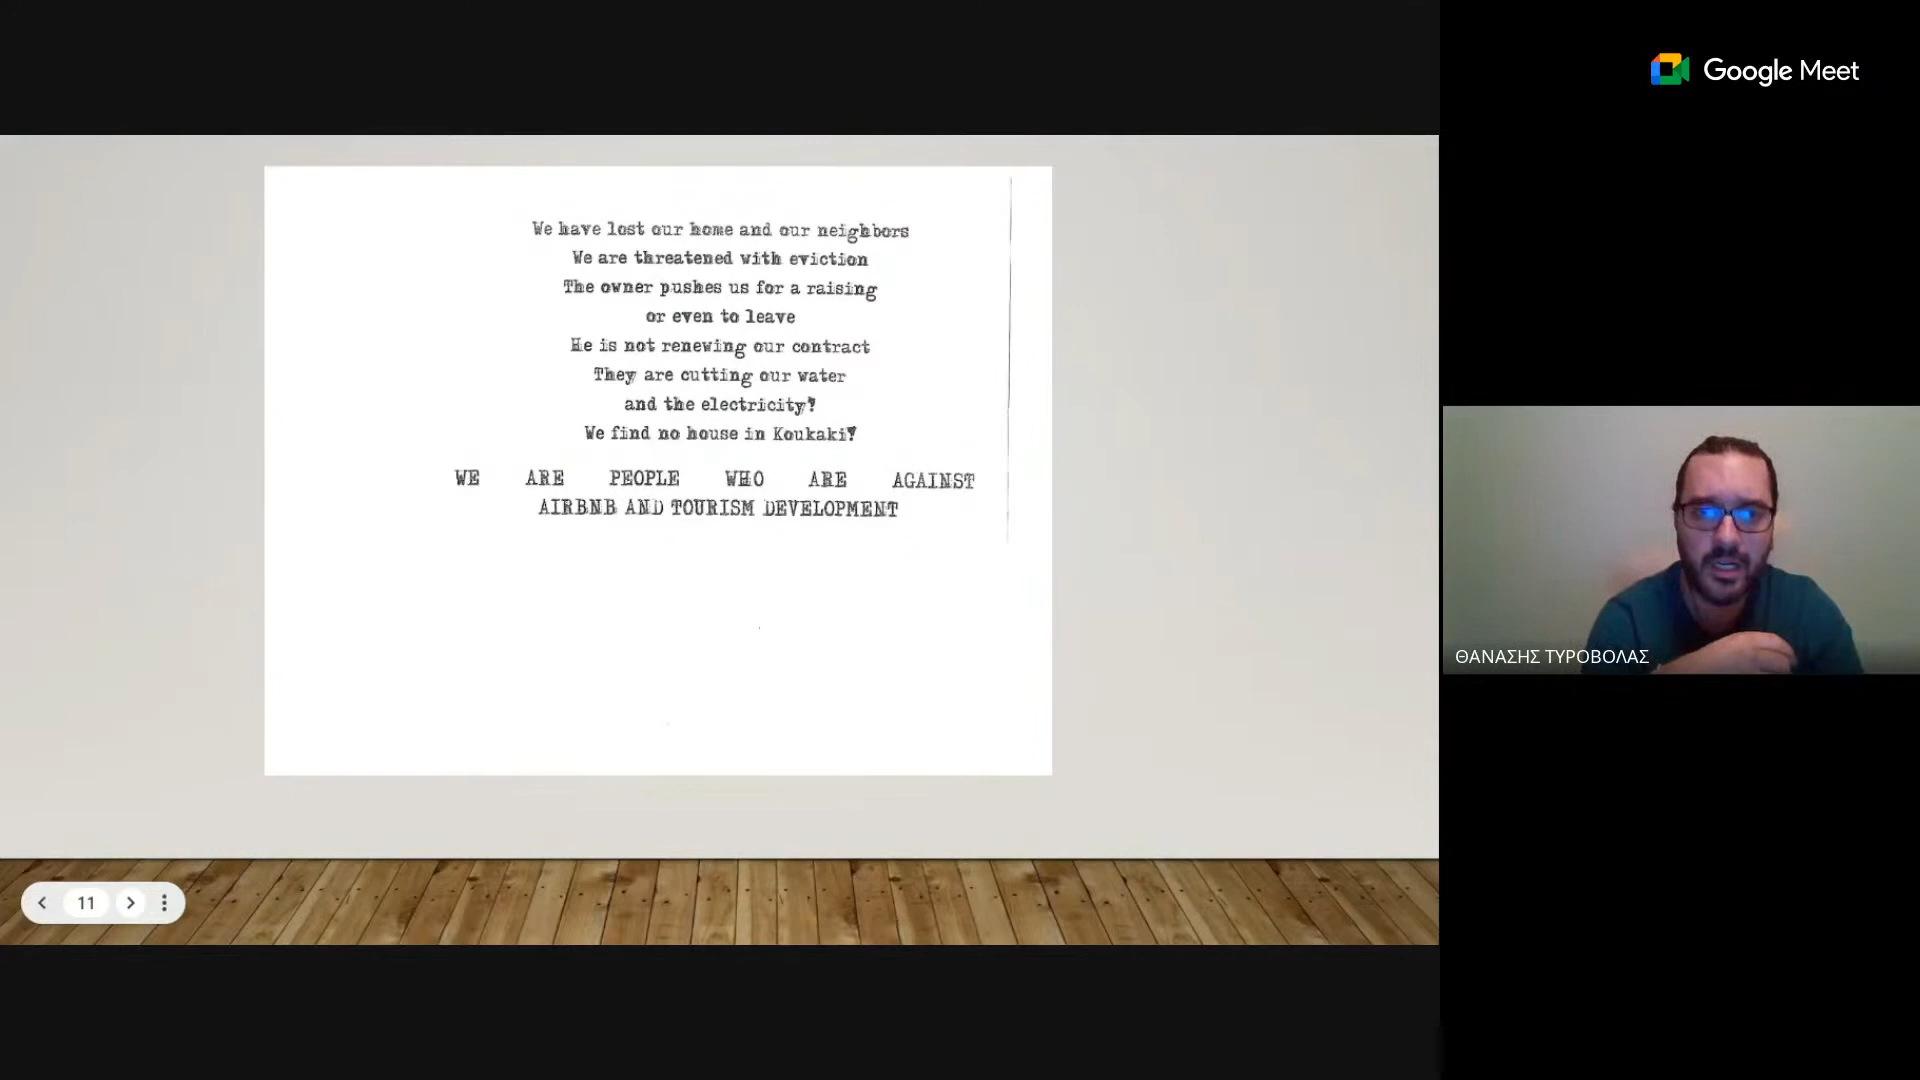 Google Meet
We have lost our home and our neighbors
We are threatened with eviction
The owner pushes us for a raising
or even to leave
He is not renewing our contract
They are cutting our water
and the electricity!
We find no house in Koukaki!
WE ARE PEOPLE WHO ARE AGAINST
AIRBNB AND TOURISM DEVELOPMENT
ΘΑΝΑΣΗΣ ΤΥΡΟΒΟΛΑΣ
11